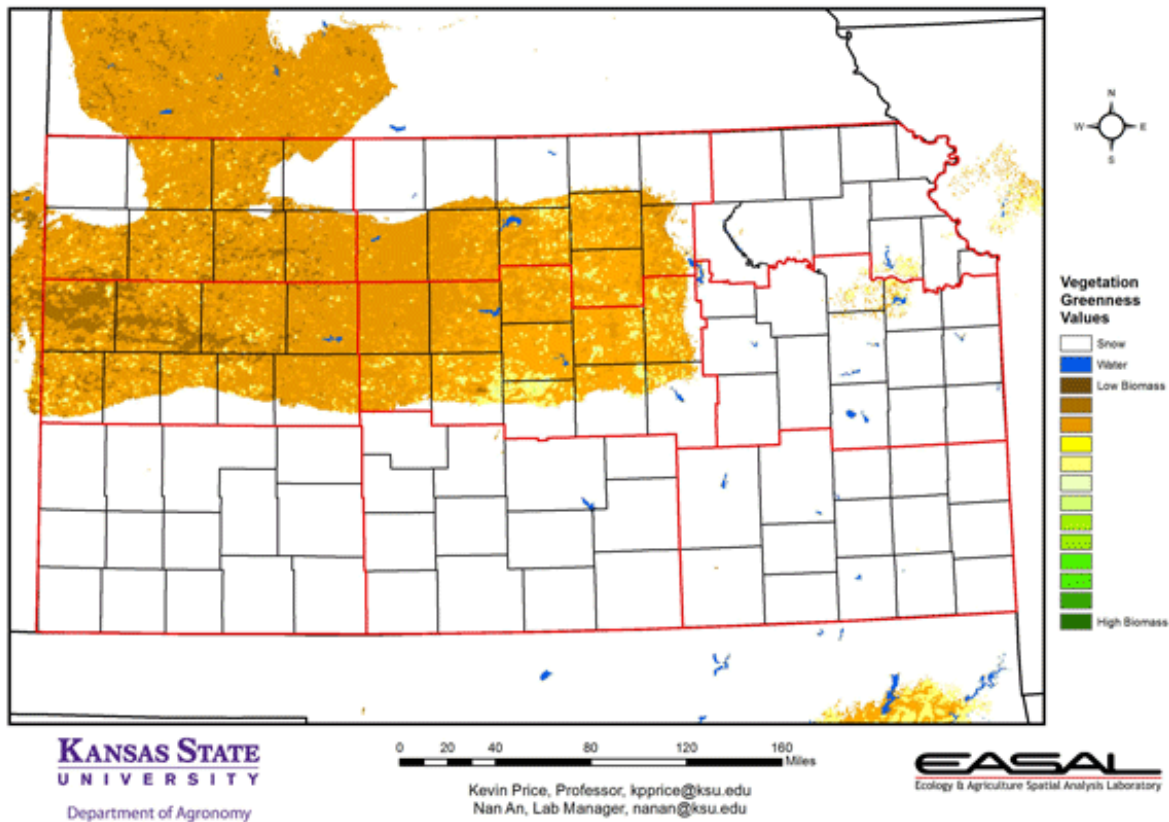 N
W E
S
Vegetation
Greenness
Values
Snow
Water
Low Biomass
High Biomass
KANSAS STATE
UNIVERSITY
Department of Agronomy
0 20 40 80 120 160
Miles
Kevin Price, Professor, kpprice@ksu.edu
Nan An, Lab Manager, nanan@ksu.edu
EASAL
Ecology & Agriculture Spatial Analysis Laboratory